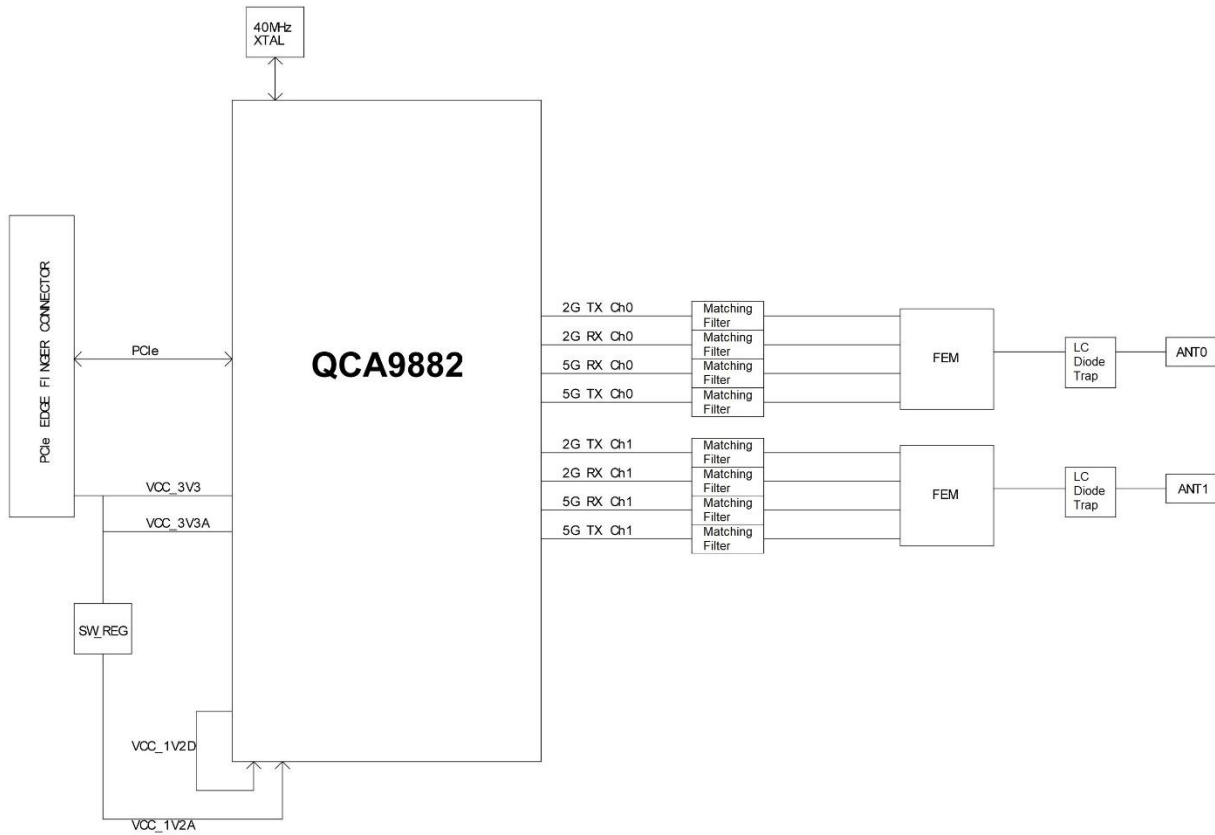 40MHz
XTAL
PCIe EDGE FINGER CONNECTOR
PCIe
QCA9882
VCC_3V3
VCC_3V3A
SW_REG
VCC_1V2D
VCC_1V2A
2G TX Ch0
2G RX Ch0
5G RX Ch0
5G TX Ch0
Matching
Filter
Matching
Filter
Matching
Filter
Matching
Filter
FEM
LC
Diode
Trap
ANT0
2G TX Ch1
2G RX Ch1
5G RX Ch1
5G TX Ch1
Matching
Filter
Matching
Filter
Matching
Filter
Matching
Filter
FEM
LC
Diode
Trap
ANT1